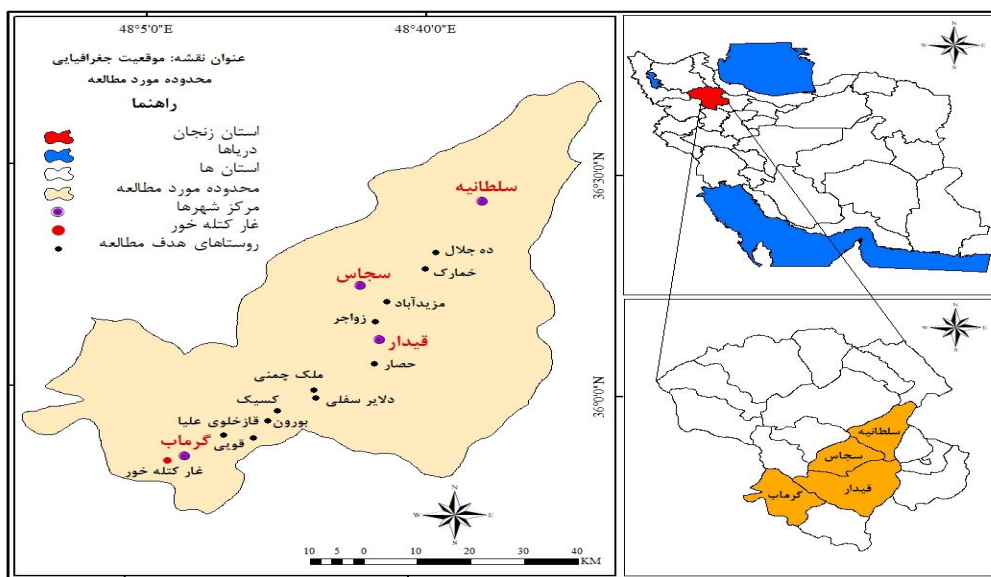 48°5'0"E
48°40'0"E
عنوان نقشه: موقعیت جغرافیایی
محدوده مورد مطالعه
راهنما
استان زنجان
دریاها
استان ها
محدوده مورد مطالعه
مرکز شهرها
غار کتله خور
روستاهای هدف مطالعه
سلطانیه
ده جلال
خمارک
سجاس
مزیدآباد
زواجر
قیدار
حصار
ملک چمنی
دلایر سفلی
کسیک
بورون
قازخلوی علیا
قویی
گرماب
غار کتله خور
36°30'0"N
36°0'0"N
N
W
E
S
10 5 0 10 20 30 40
KM
N
W
E
S
N
W
E
S
سلطانیه
سجاس
قیدار
گرماب